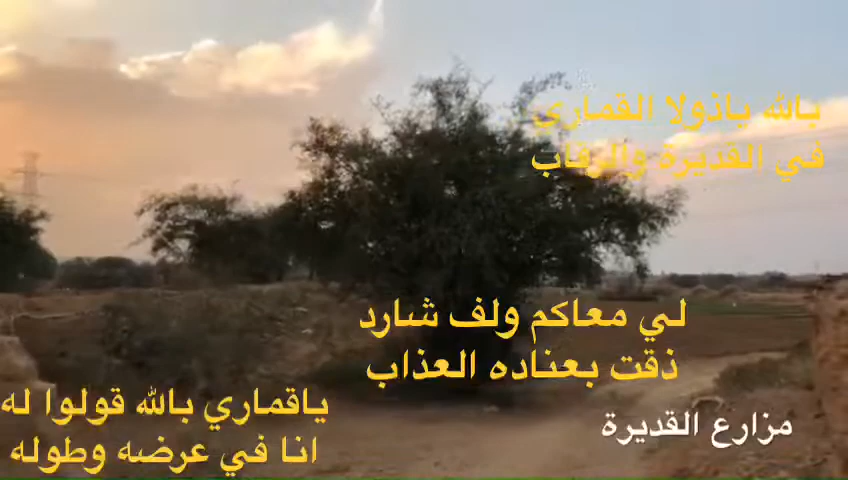 بالله ياذولا القماري
في القديرة والرقاب
لي معاكم ولف شارد
ذقت بعناده العذاب
ياقماري بالله قولوا له
انا في عرضه وطوله
مزارع القديرة